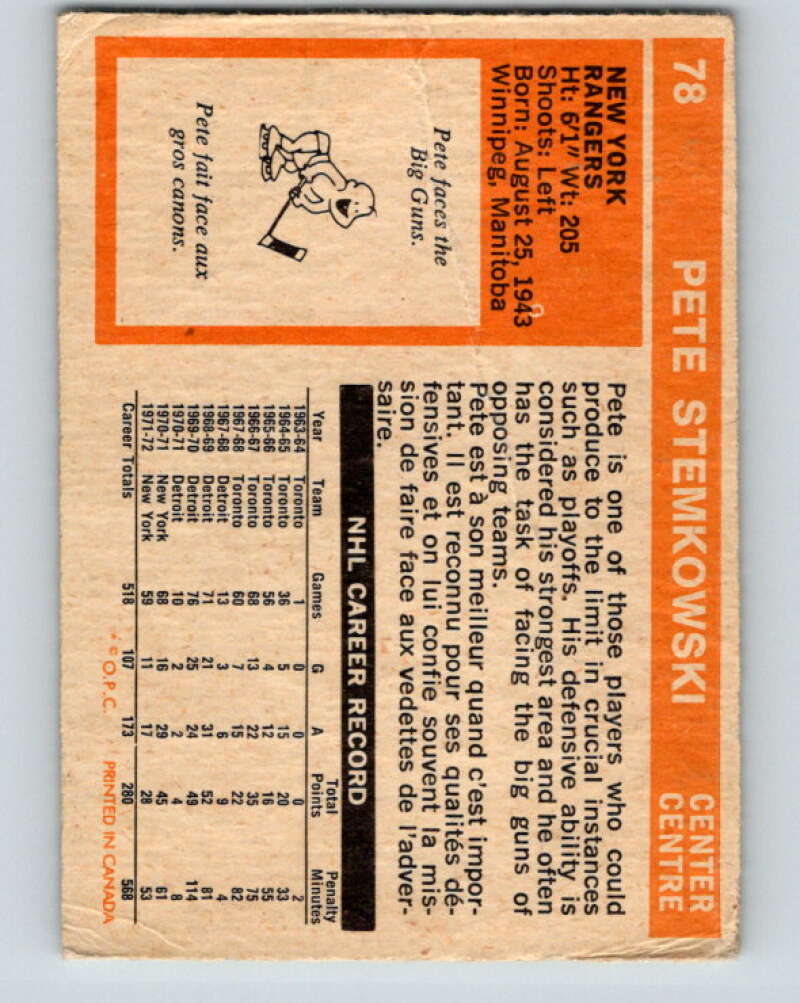 78 PETE STEMKOWSKI CENTER
CENTRE
NEW YORK
RANGERS
Ht: 6'1" Wt: 205
Shoots: Left
Born: August 25, 1943
Winnipeg, Manitoba
Pete faces the
Big Guns.
Pete fait face aux
gros canons.
Pete is one of those players who could
produce to the limit in crucial instances
such as playoffs. His defensive ability is
considered his strongest area and he often
has the task of facing the big guns of
opposing teams.
Pete est à son meilleur quand c'est impor-
tant. Il est reconnu pour ses qualités dé-
fensives et on lui confie souvent la mis-
sion de faire face aux vedettes de l'adver-
saire.
NHL CAREER RECORD
Year Team Games G A Total Points Penalty Minutes
1963-64 Toronto 1 0 0 0 2
1964-65 Toronto 36 5 15 20 33
1965-66 Toronto 56 4 12 16 55
1966-67 Toronto 68 13 22 35 75
1967-68 Toronto 60 7 15 22 82
1967-68 Detroit 13 3 6 9 4
1968-69 Detroit 71 21 31 52 81
1969-70 Detroit 76 25 24 49 114
1970-71 Detroit 10 2 2 4 8
1970-71 New York 68 16 29 45 61
1971-72 New York 59 11 17 28 53
Career Totals 518 107 173 280 568
* © O.P.C. PRINTED IN CANADA